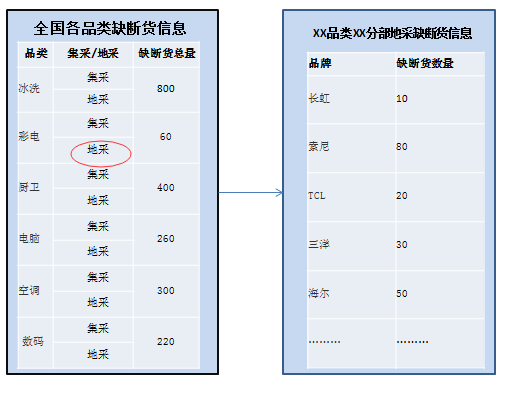 全国各品类缺断货信息
品类 集采/地采 缺断货总量
冰洗 集采 800
地采
彩电 集采 60
地采
厨卫 集采 400
地采
电脑 集采 260
地采
空调 集采 300
地采
数码 集采 220
地采
XX品类XX分部地采缺断货信息
品牌 缺断货数量
长虹 10
索尼 80
TCL 20
三洋 30
海尔 50
……… ………